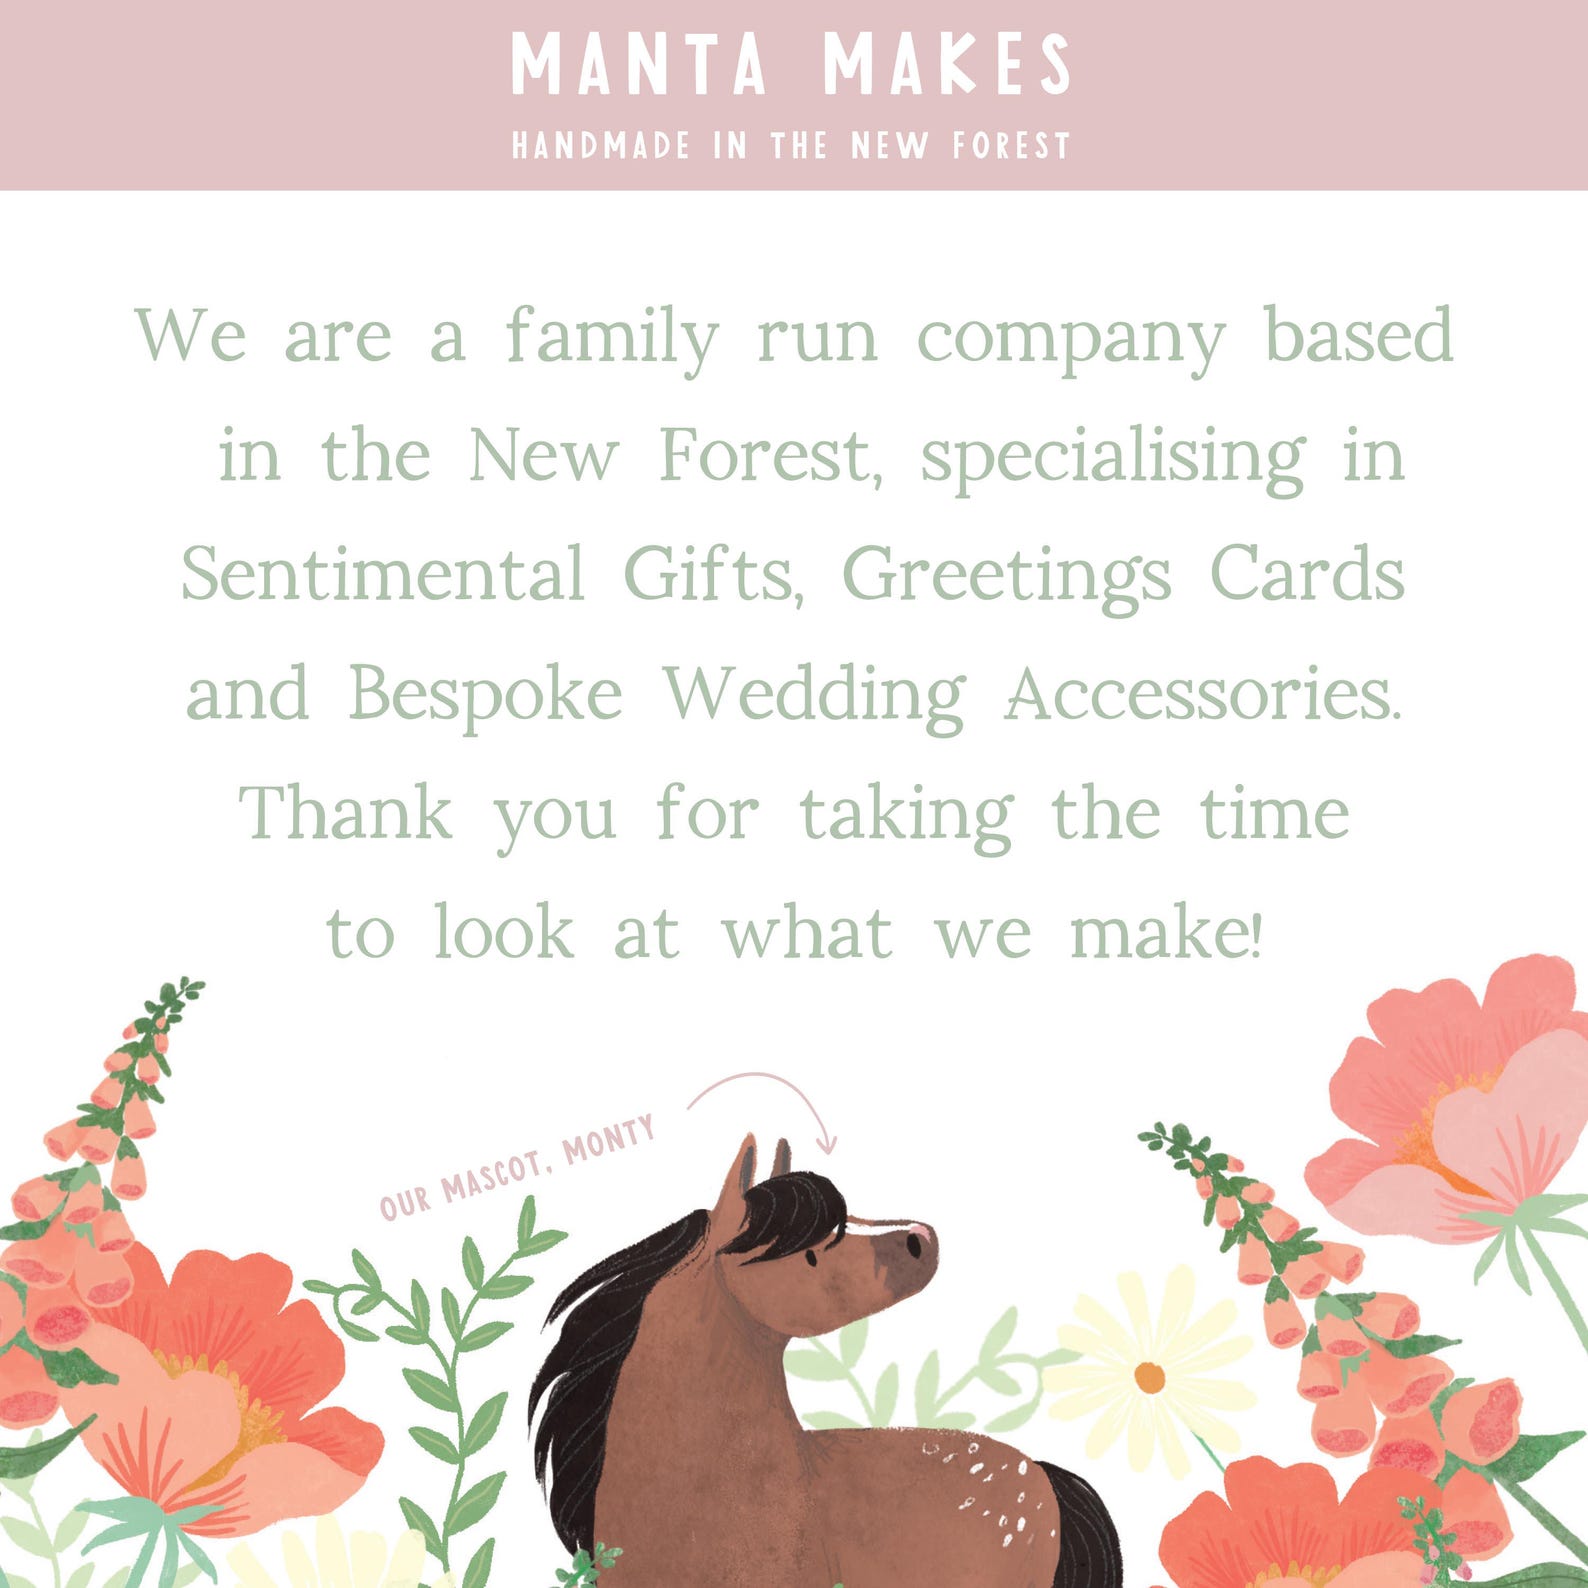 MANTA MAKES
HANDMADE IN THE NEW FOREST
We are a family run company based
in the New Forest, specialising in
Sentimental Gifts, Greetings Cards
and Bespoke Wedding Accessories.
Thank you for taking the time
to look at what we make!
OUR MASCOT, MONTY